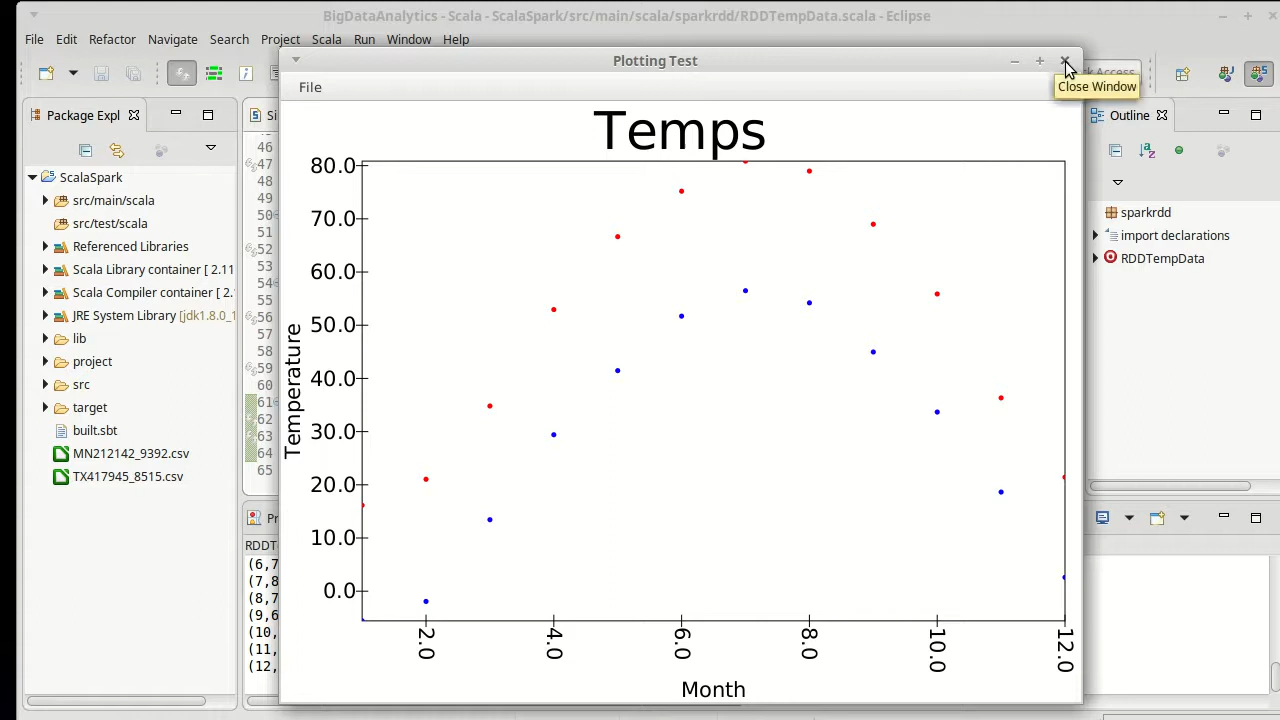 BigDataAnalytics - Scala - ScalaSpark/src/main/scala/sparkrdd/RDDTempData.scala - Eclipse
File Edit Refactor Navigate Search Project Scala Run Window Help
Plotting Test
Access
Close Window
File
Package Expl
Si
Outline
ScalaSpark
src/main/scala
src/test/scala
Referenced Libraries
Scala Library container [ 2.11
Scala Compiler container [ 2.
JRE System Library [jdk1.8.0_1
lib
project
src
target
built.sbt
MN212142_9392.csv
TX417945_8515.csv
46
47
48
49
50
51
52
53
54
55
56
57
58
59
60
61
62
63
64
65
Temps
80.0
70.0
60.0
50.0
40.0
30.0
20.0
10.0
0.0
Temperature
2.0 4.0 6.0 8.0 10.0 12.0
Month
sparkrdd
import declarations
RDDTempData
Pr
RDDT
(6,7
(7,8
(8,7
(9,6
(10,
(11,
(12,